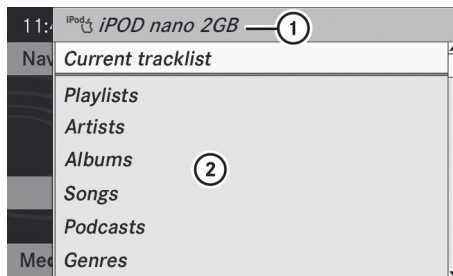 11:
iPod iPOD nano 2GB
1
Nav
Current tracklist
Playlists
Artists
Albums
2
Songs
Podcasts
Med
Genres